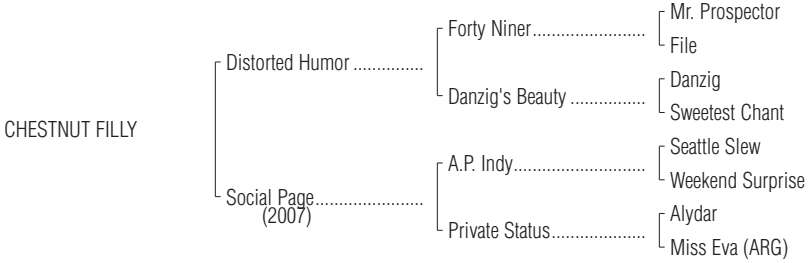 Mr. Prospector
Forty Niner
File
Distorted Humor
Danzig
Danzig's Beauty
Sweetest Chant
CHESTNUT FILLY
Seattle Slew
A.P. Indy
Weekend Surprise
Social Page
(2007)
Alydar
Private Status
Miss Eva (ARG)